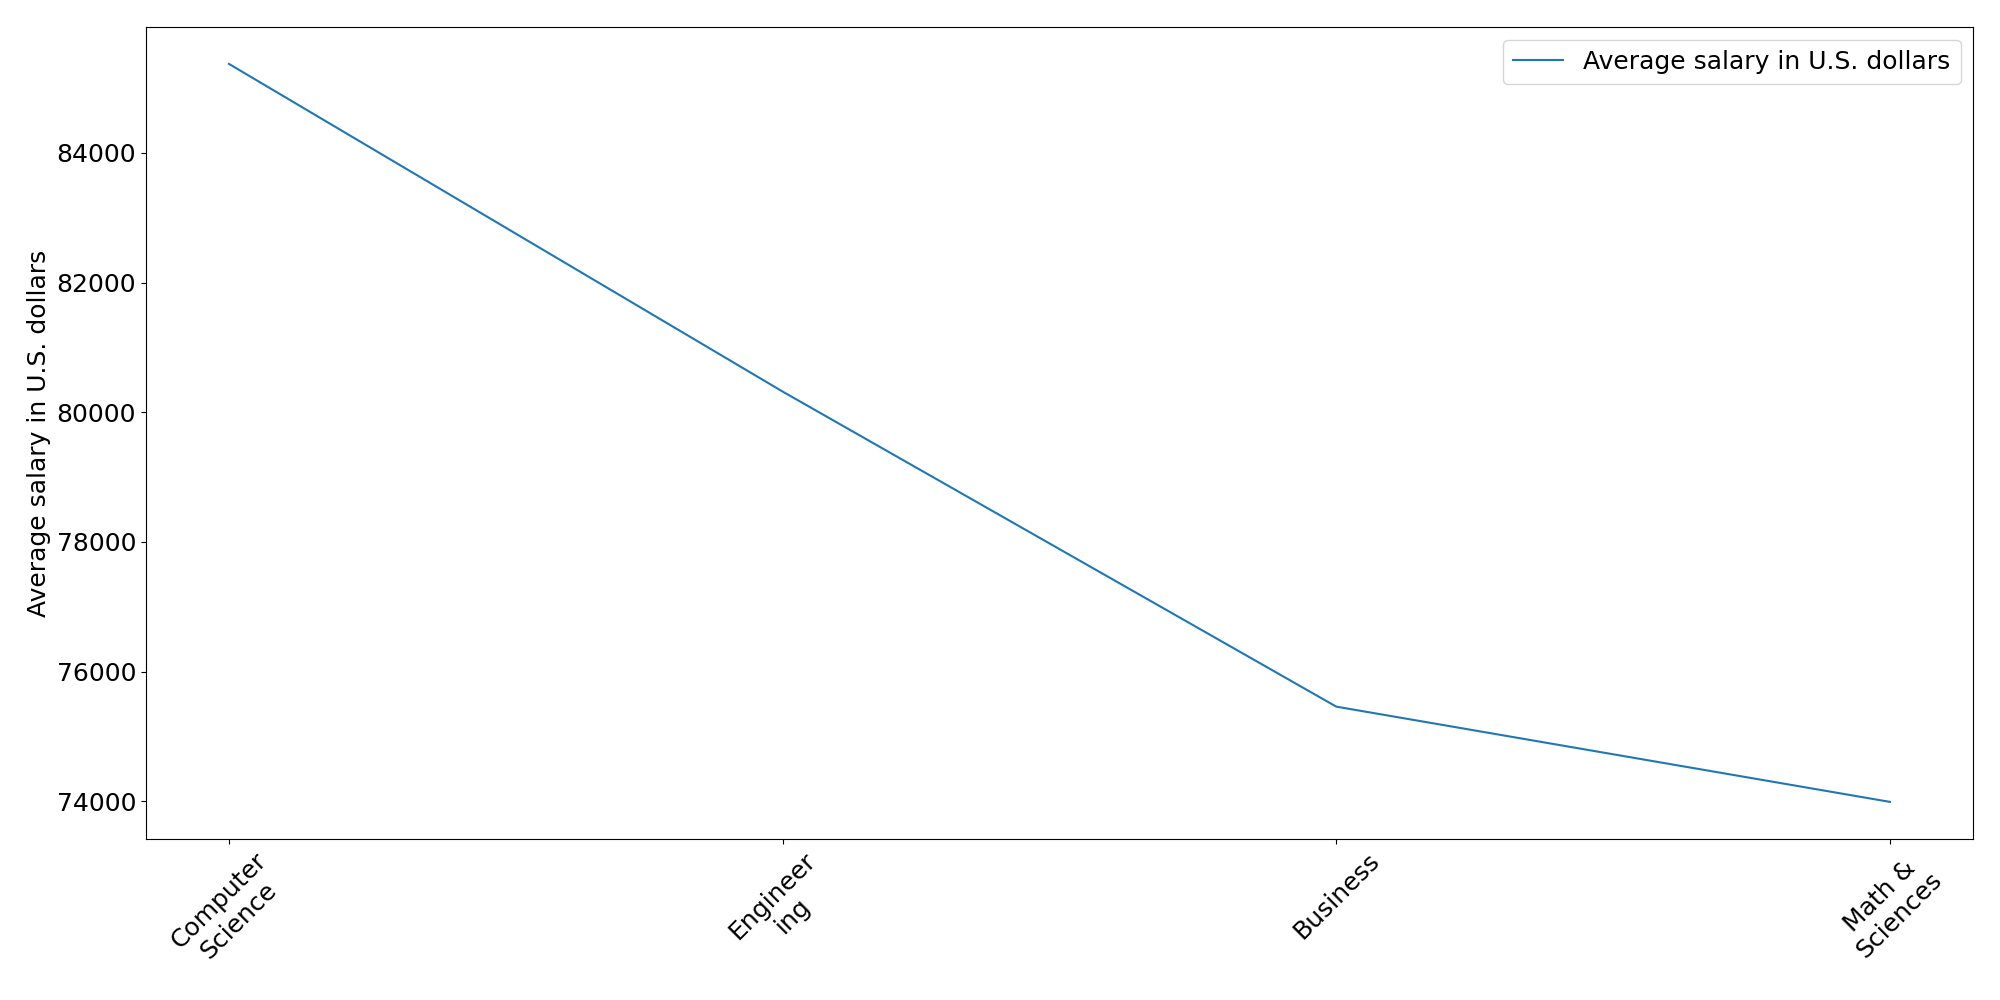 Average salary in U.S. dollars
Average salary in U.S. dollars
84000
82000
80000
78000
76000
74000
Computer
Science
Engineer
ing
Business
Math &
Sciences